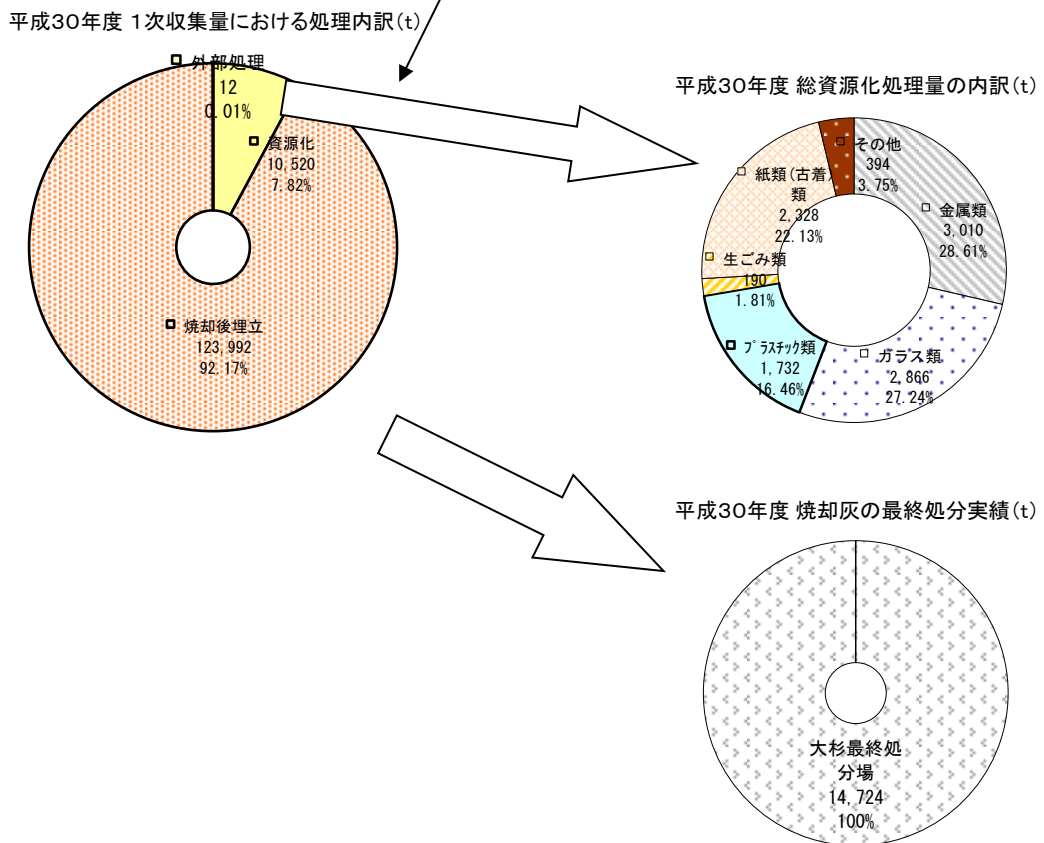 平成30年度 1次収集量における処理内訳(t)
外部処理
12
0.01%
資源化
10,520
7.82%
焼却後埋立
123,992
92.17%
平成30年度 総資源化処理量の内訳(t)
その他
394
3.75%
金属類
3,010
28.61%
ガラス類
2,866
27.24%
プラスチック類
1,732
16.46%
生ごみ類
190
1.81%
紙類(古着)
類
2,328
22.13%
平成30年度 焼却灰の最終処分実績(t)
大杉最終処
分場
14,724
100%